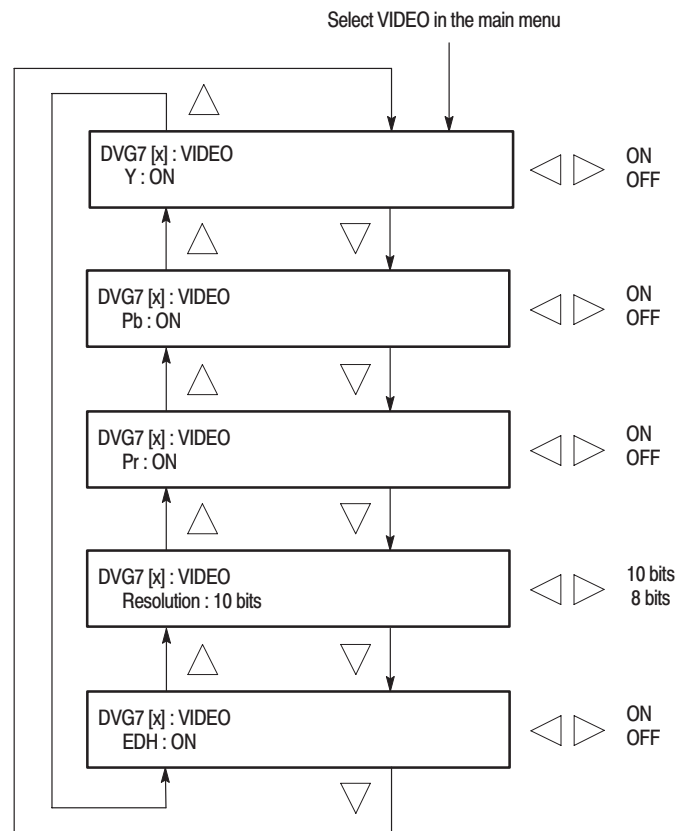 Select VIDEO in the main menu
DVG7 [x] : VIDEO
Y : ON
ON
OFF
DVG7 [x] : VIDEO
Pb : ON
ON
OFF
DVG7 [x] : VIDEO
Pr : ON
ON
OFF
DVG7 [x] : VIDEO
Resolution : 10 bits
10 bits
8 bits
DVG7 [x] : VIDEO
EDH : ON
ON
OFF